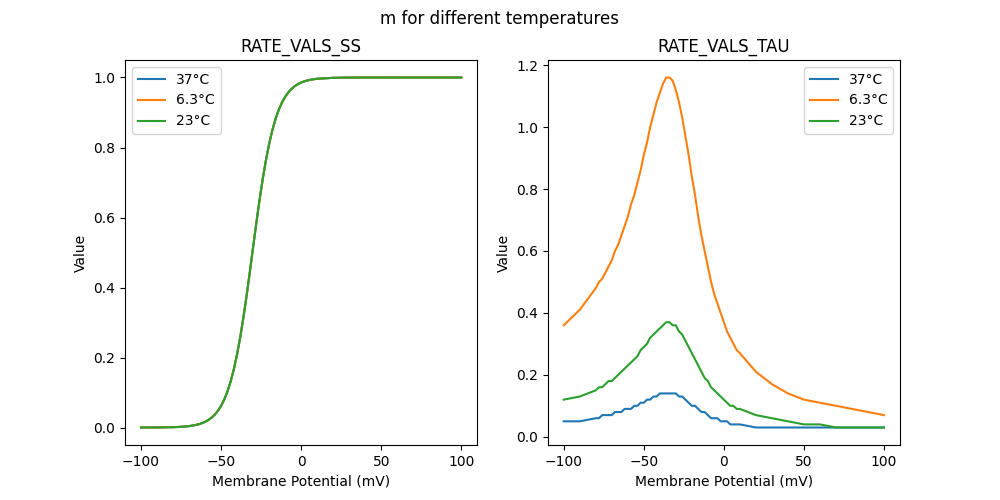 m for different temperatures
RATE_VALS_SS
37°C
6.3°C
23°C
1.0
0.8
0.6
0.4
0.2
0.0
Value
−100
−50
0
50
100
Membrane Potential (mV)
RATE_VALS_TAU
37°C
6.3°C
23°C
1.2
1.0
0.8
0.6
0.4
0.2
0.0
Value
−100
−50
0
50
100
Membrane Potential (mV)